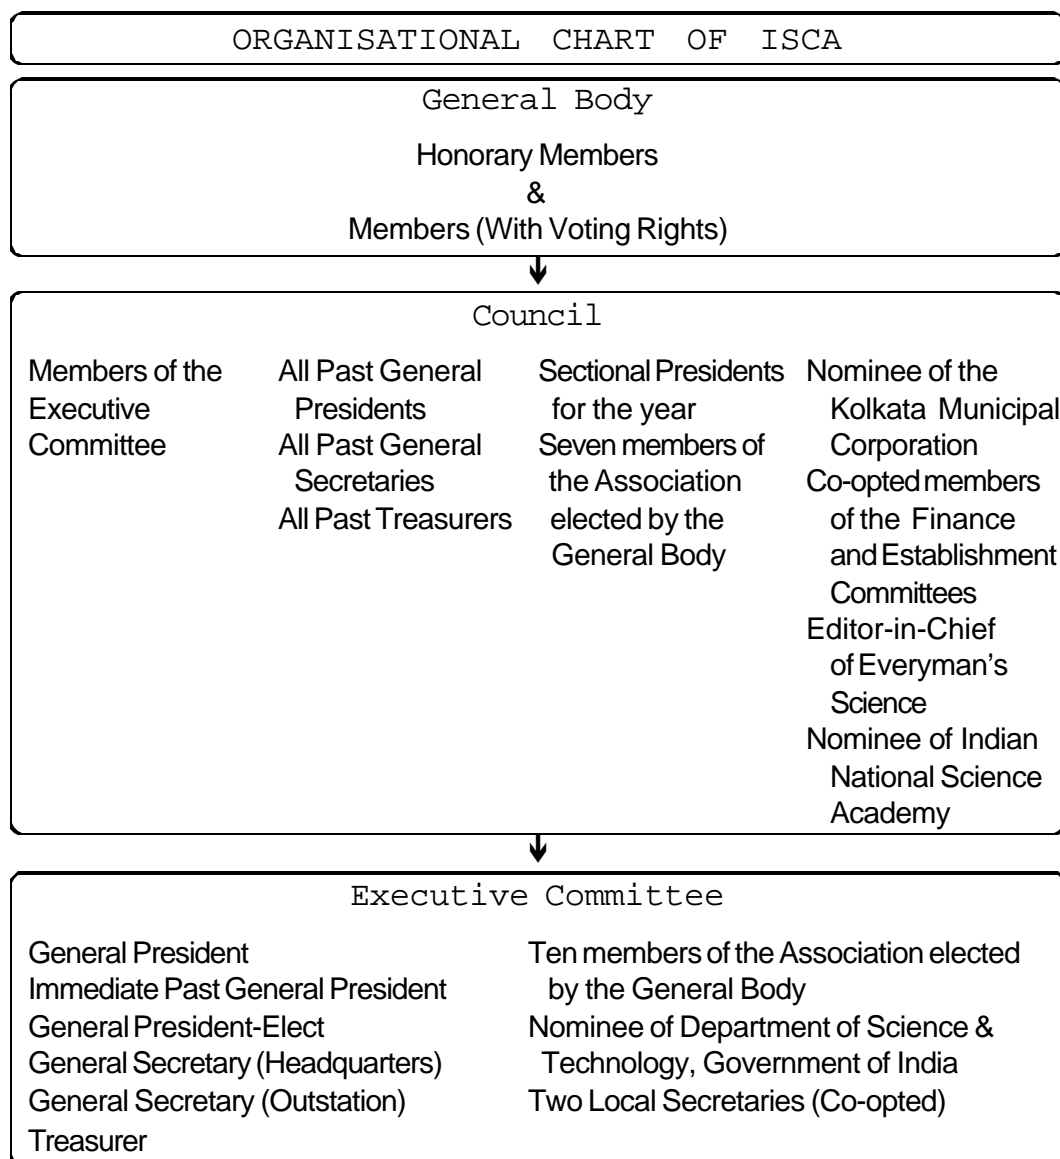 ORGANISATIONAL CHART OF ISCA
General Body
Honorary Members
&
Members (With Voting Rights)
Council
Members of the
Executive
Committee
All Past General
Presidents
All Past General
Secretaries
All Past Treasurers
Sectional Presidents
for the year
Seven members of
the Association
elected by the
General Body
Nominee of the
Kolkata Municipal
Corporation
Co-opted members
of the Finance
and Establishment
Committees
Editor-in-Chief
of Everyman's
Science
Nominee of Indian
National Science
Academy
Executive Committee
General President
Immediate Past General President
General President-Elect
General Secretary (Headquarters)
General Secretary (Outstation)
Treasurer
Ten members of the Association elected
by the General Body
Nominee of Department of Science &
Technology, Government of India
Two Local Secretaries (Co-opted)